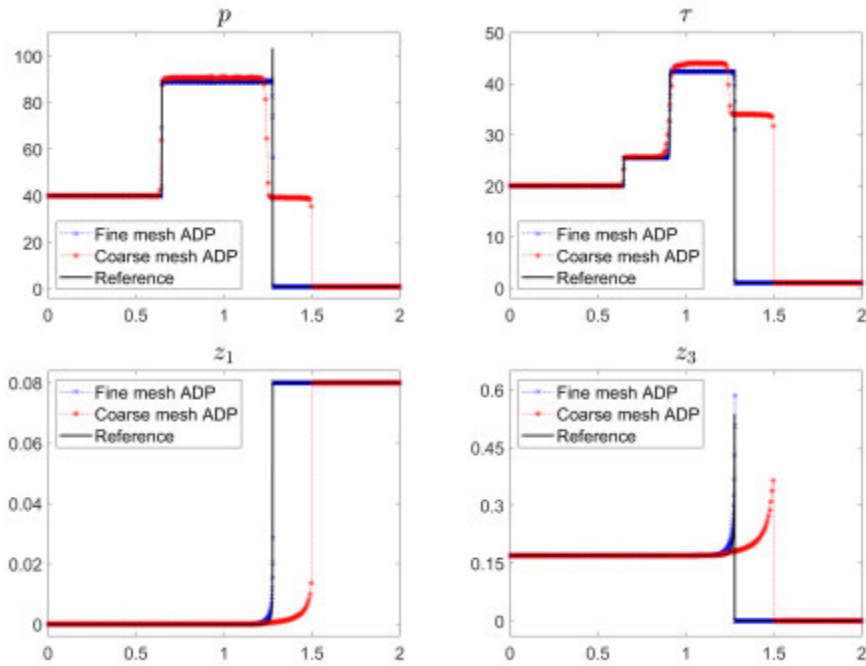 p
100
80
60
40
20
0
Fine mesh ADP
Coarse mesh ADP
Reference
0 0.5 1 1.5 2
τ
50
40
30
20
10
0
Fine mesh ADP
Coarse mesh ADP
Reference
0 0.5 1 1.5 2
z₁
0.08
0.06
0.04
0.02
0
Fine mesh ADP
Coarse mesh ADP
Reference
0 0.5 1 1.5 2
z₃
0.6
0.45
0.3
0.15
0
Fine mesh ADP
Coarse mesh ADP
Reference
0 0.5 1 1.5 2